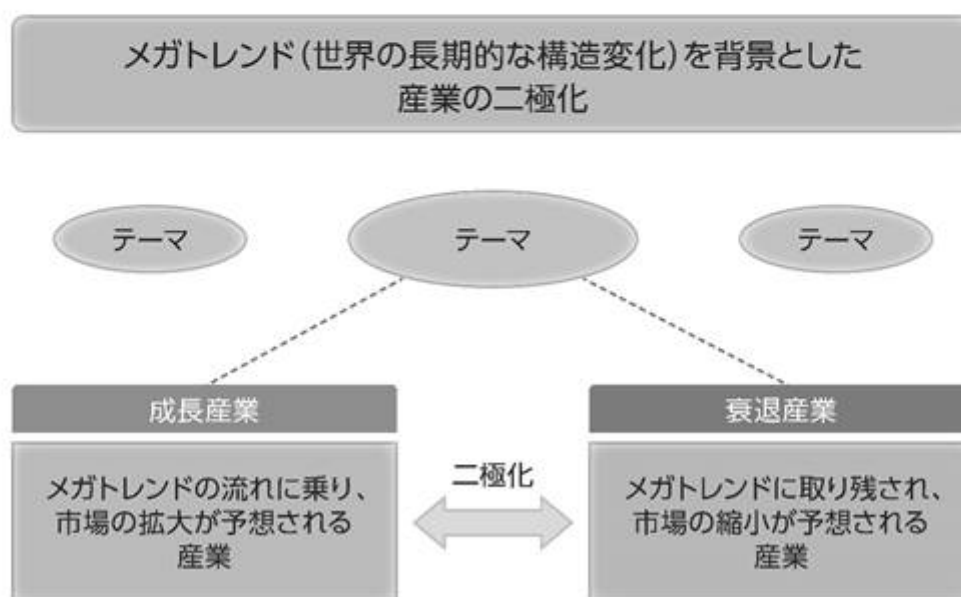 メガトレンド(世界の長期的な構造変化)を背景とした
産業の二極化
テーマ
テーマ
テーマ
成長産業
衰退産業
メガトレンドの流れに乗り、
市場の拡大が予想される
産業
二極化
メガトレンドに取り残され、
市場の縮小が予想される
産業